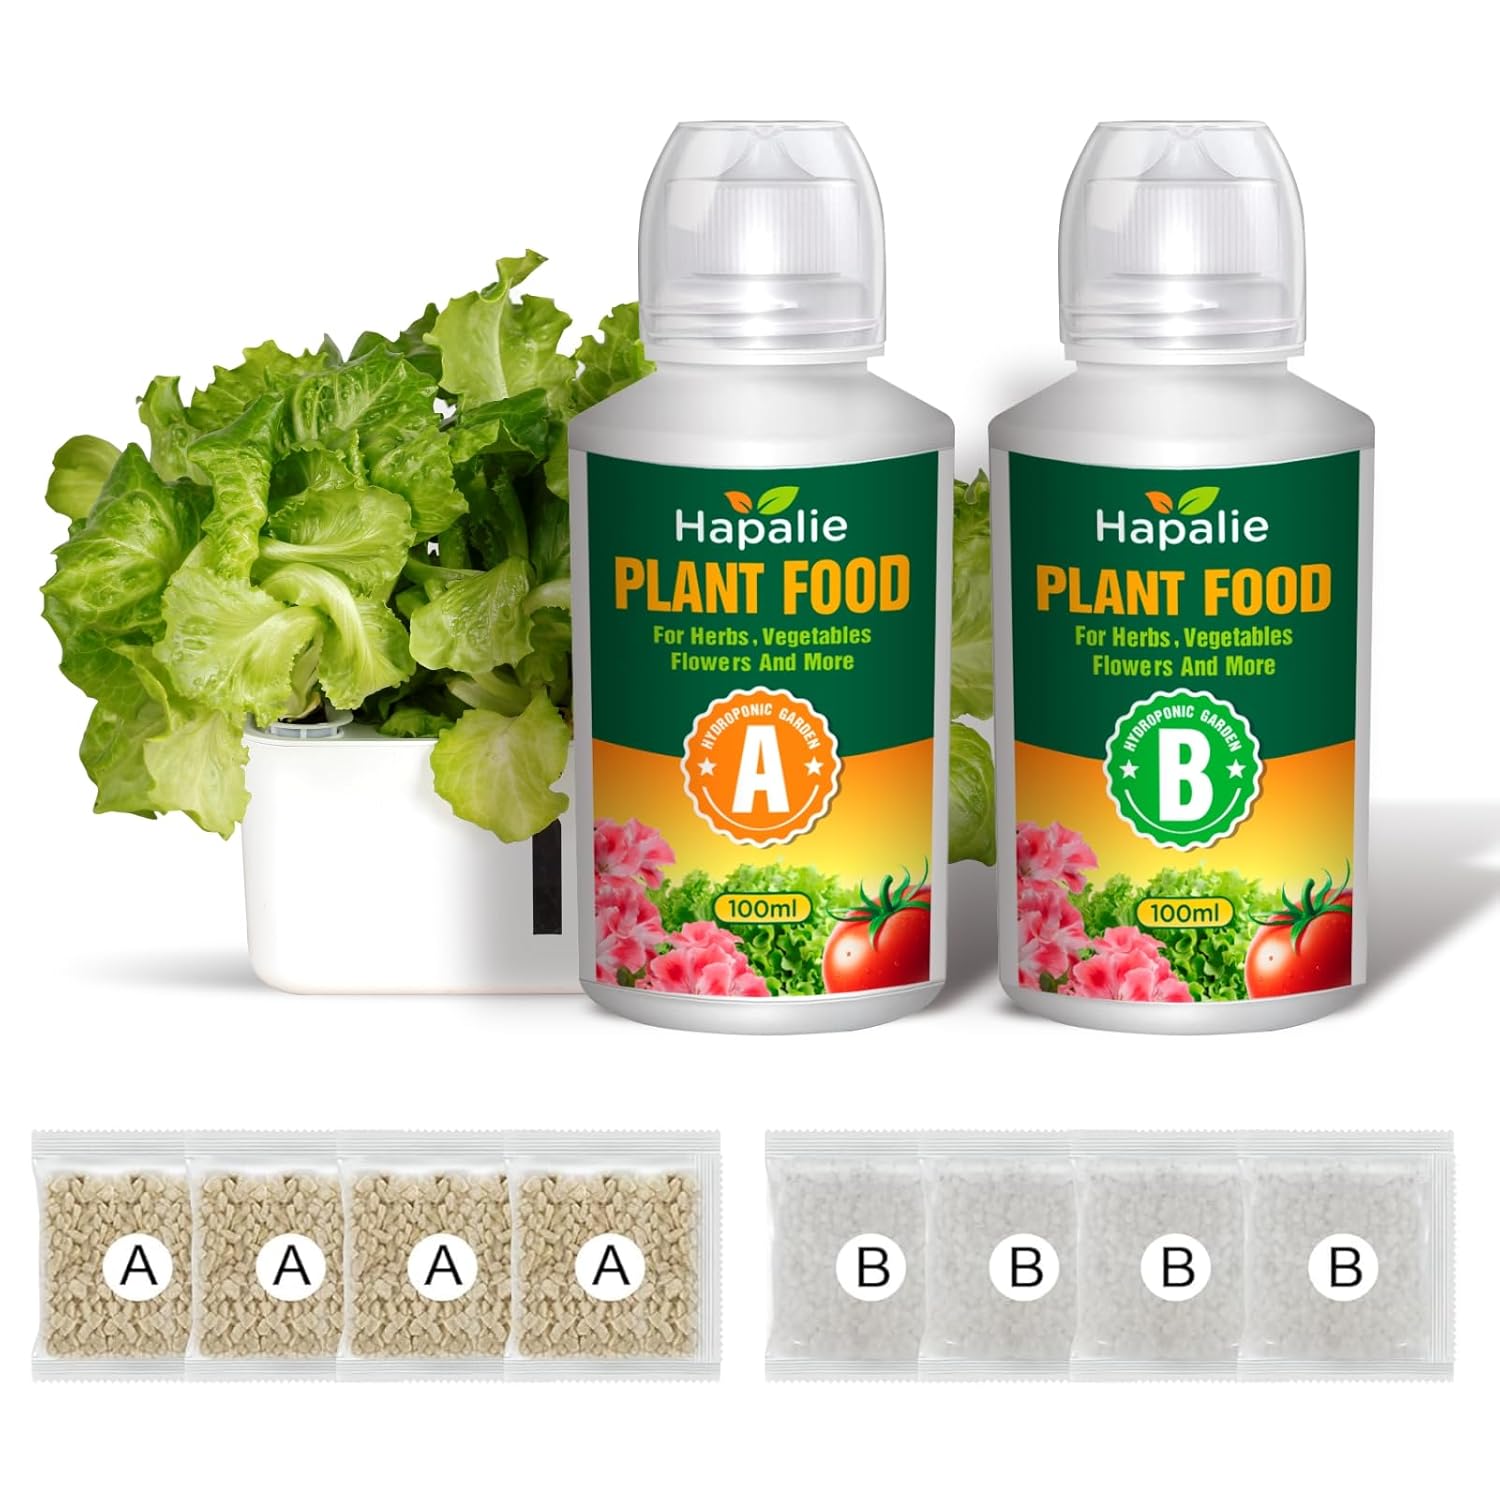 Hapalie
PLANT FOOD
For Herbs, Vegetables
Flowers And More
HYDROPONIC GARDEN
A
100ml
Hapalie
PLANT FOOD
For Herbs, Vegetables
Flowers And More
HYDROPONIC GARDEN
B
100ml
A
A
A
A
B
B
B
B